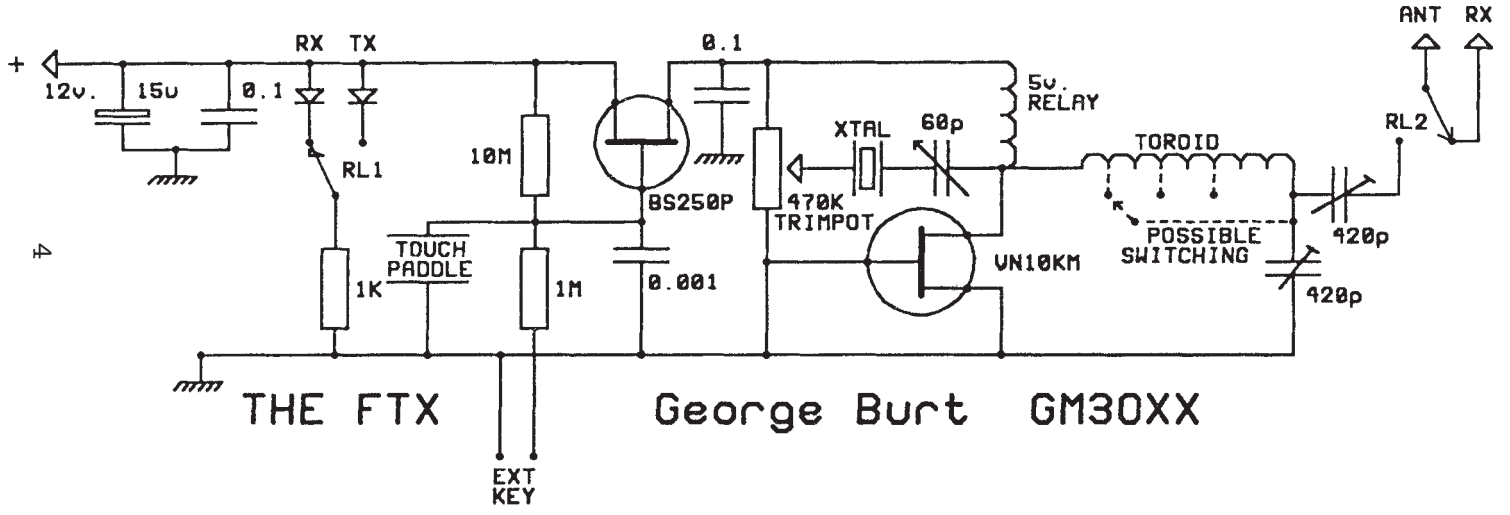 ANT RX
RX TX
0.1
+
12v.
15u
0.1
5v.
RELAY
XTAL
60p
RL2
TOROID
10M
RL1
BS250P
470K
TRIMPOT
POSSIBLE
SWITCHING
420p
4
TOUCH
PADDLE
VN10KM
1K
1M
0.001
420p
THE FTX
George Burt GM3OXX
EXT
KEY